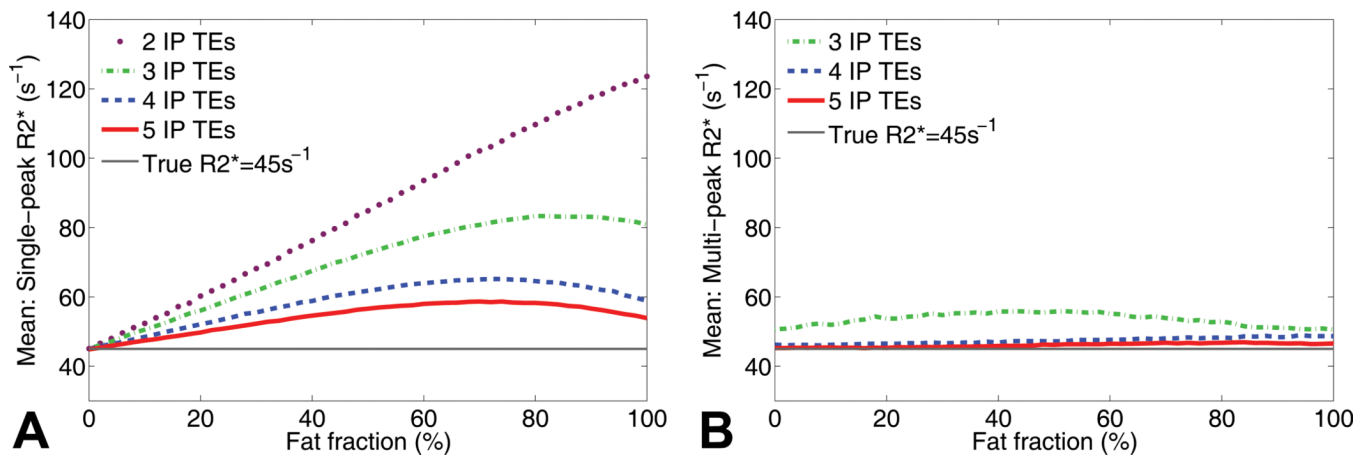 140
120
100
80
60
40
Mean: Single−peak R2* (s−1)
2 IP TEs
3 IP TEs
4 IP TEs
5 IP TEs
True R2*=45s−1
0 20 40 60 80 100
Fat fraction (%)
A
140
120
100
80
60
40
Mean: Multi−peak R2* (s−1)
3 IP TEs
4 IP TEs
5 IP TEs
True R2*=45s−1
0 20 40 60 80 100
Fat fraction (%)
B